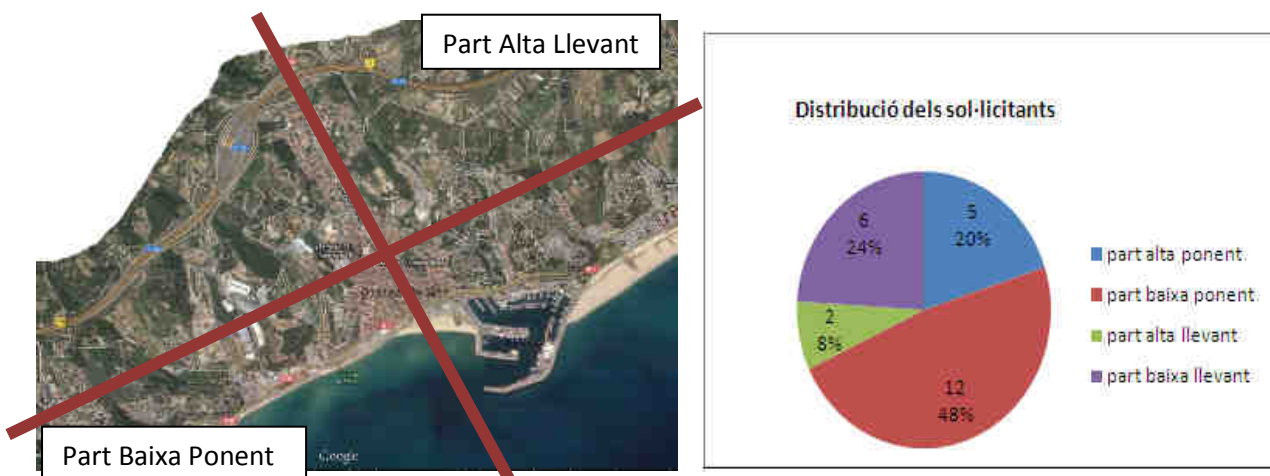 Part Alta Llevant
Part Baixa Ponent
Google
Distribució dels sol·licitants
5
20%
12
48%
2
8%
6
24%
part alta ponent
part baixa ponent
part alta llevant
part baixa llevant